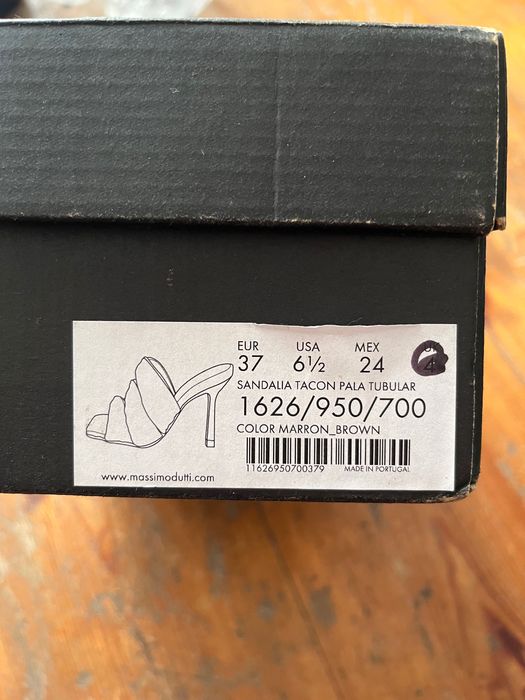 EUR USA MEX
37 6½ 24 4
SANDALIA TACON PALA TUBULAR
1626/950/700
COLOR MARRON_BROWN
11626950700379 MADE IN PORTUGAL
www.massimodutti.com